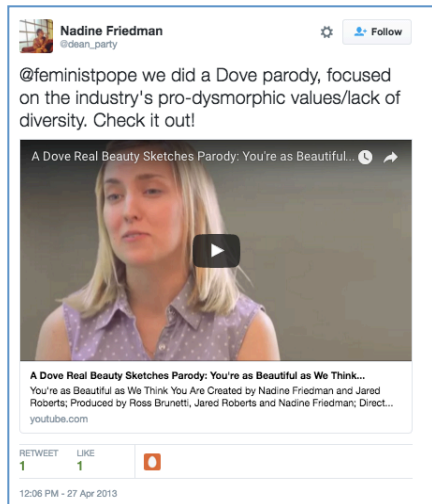 Nadine Friedman
@dean_party
Follow
@feministpope we did a Dove parody, focused
on the industry's pro-dysmorphic values/lack of
diversity. Check it out!
A Dove Real Beauty Sketches Parody: You're as Beautiful...
A Dove Real Beauty Sketches Parody: You're as Beautiful as We Think...
You're as Beautiful as We Think You Are Created by Nadine Friedman and Jared
Roberts; Produced by Ross Brunetti, Jared Roberts and Nadine Friedman; Direct...
youtube.com
RETWEET LIKE
1 1
12:06 PM - 27 Apr 2013